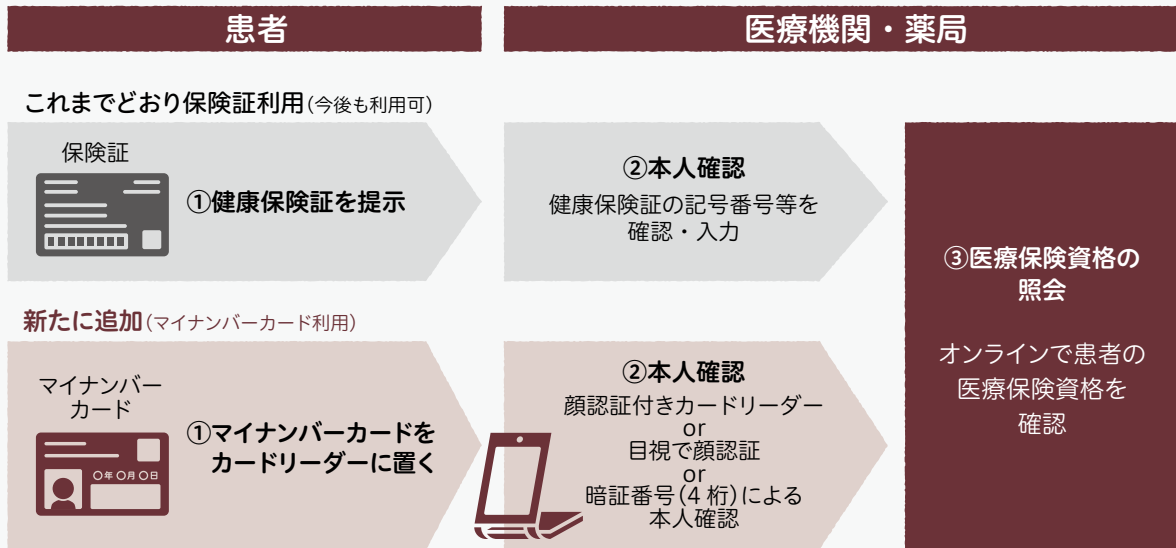 患者
医療機関・薬局
これまでどおり保険証利用(今後も利用可)
保険証
①健康保険証を提示
②本人確認
健康保険証の記号番号等を
確認・入力
新たに追加(マイナンバーカード利用)
マイナンバー
カード
〇年〇月〇日
①マイナンバーカードを
カードリーダーに置く
②本人確認
顔認証付きカードリーダー
or
目視で顔認証
or
暗証番号(4桁)による
本人確認
③医療保険資格の
照会
オンラインで患者の
医療保険資格を
確認